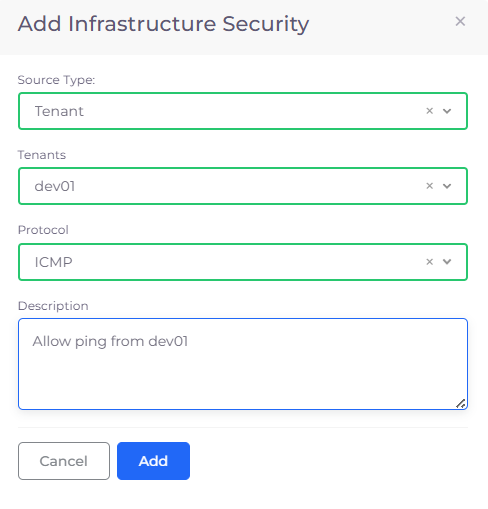 Add Infrastructure Security
Source Type:
Tenant
Tenants
dev01
Protocol
ICMP
Description
Allow ping from dev01
Cancel
Add